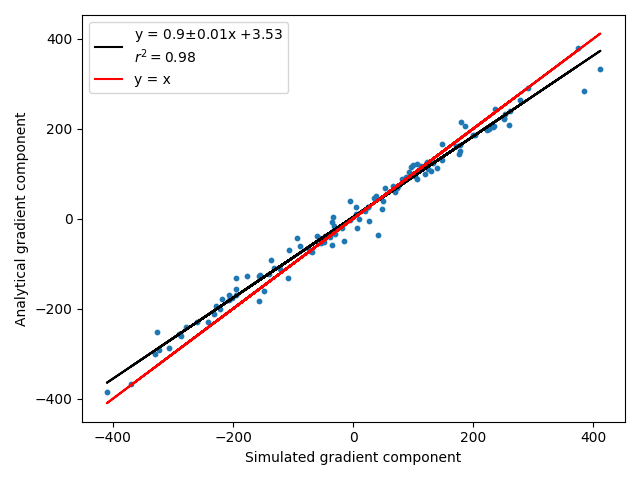 y = 0.9±0.01x +3.53
r² = 0.98
y = x
400
200
0
−200
−400
Analytical gradient component
−400
−200
0
200
400
Simulated gradient component